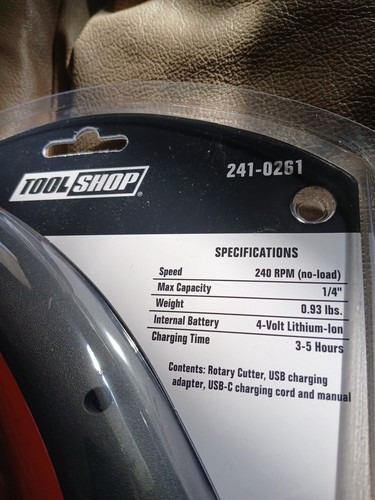 TOOL SHOP®
241-0261
SPECIFICATIONS
Speed 240 RPM (no-load)
Max Capacity 1/4"
Weight 0.93 lbs.
Internal Battery 4-Volt Lithium-Ion
Charging Time 3-5 Hours
Contents: Rotary Cutter, USB charging
adapter, USB-C charging cord and manual